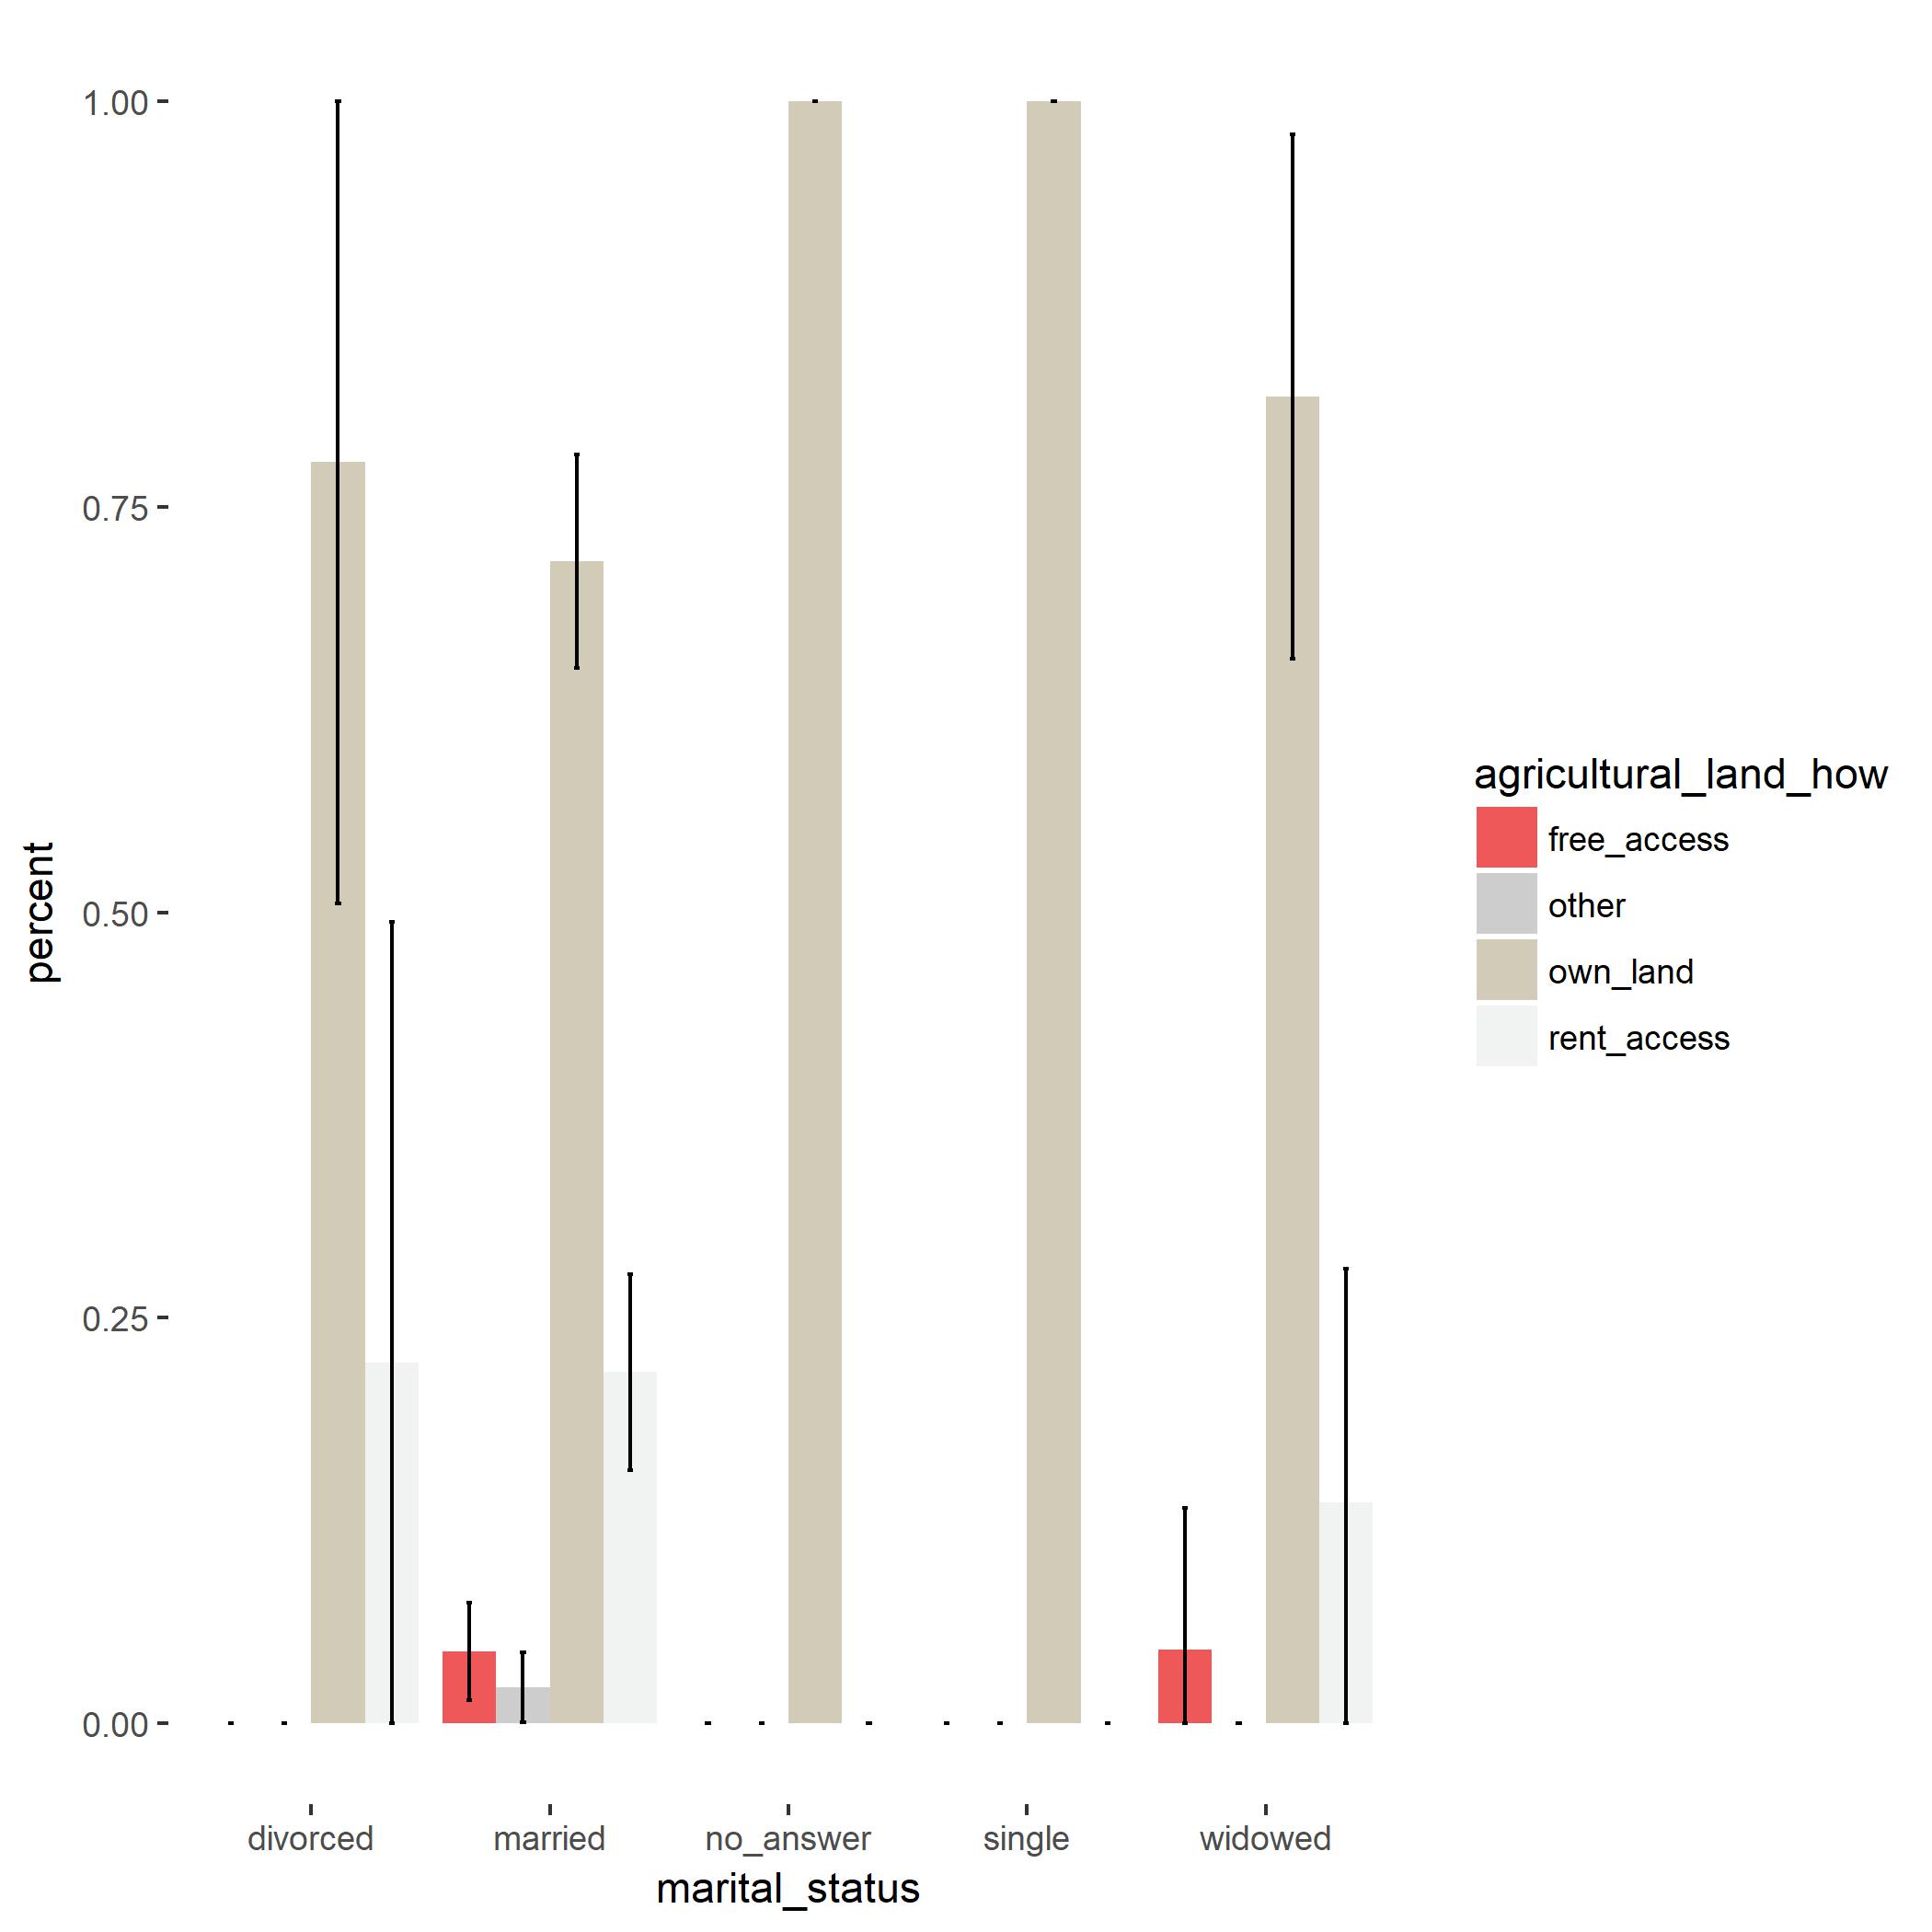 percent
1.00
0.75
0.50
0.25
0.00
divorced married no_answer single widowed
marital_status
agricultural_land_how
free_access
other
own_land
rent_access